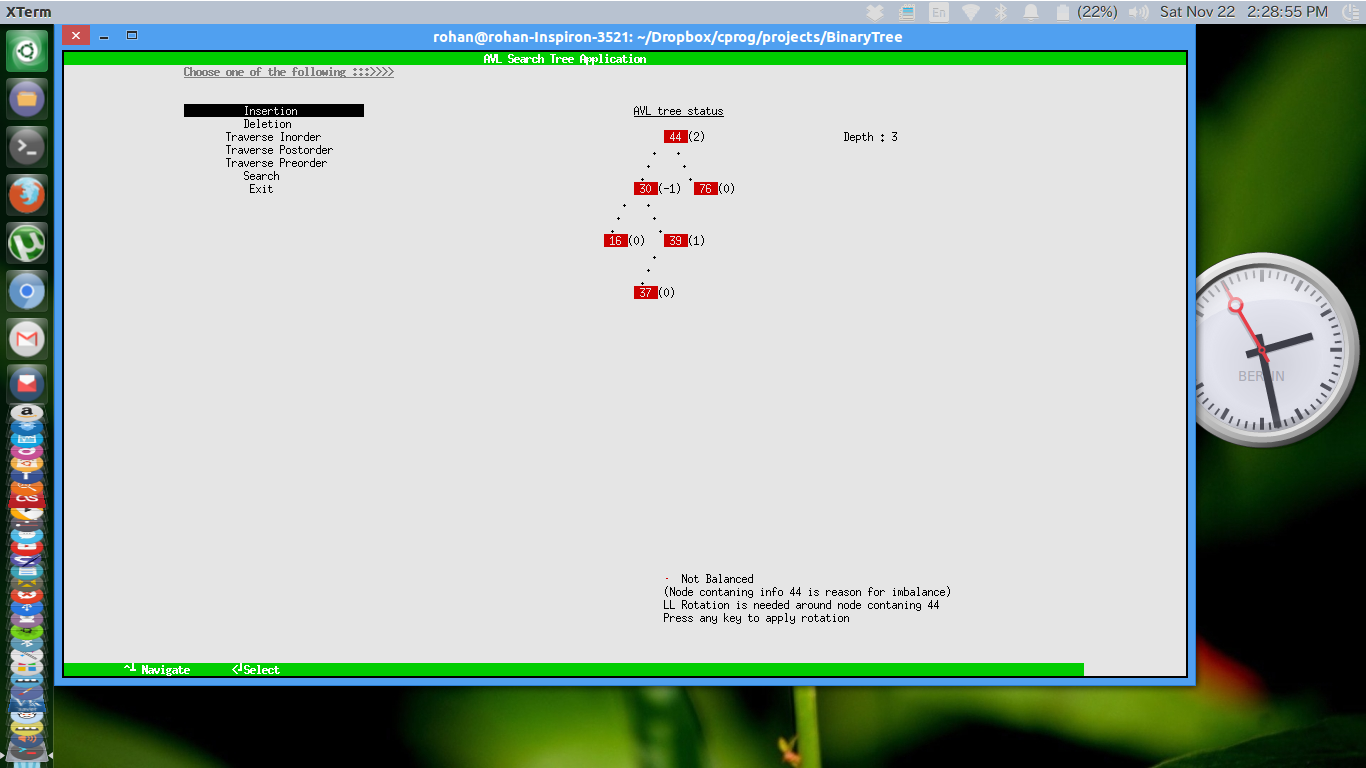 XTerm
En
(22%)
Sat Nov 22 2:28:55 PM
rohan@rohan-Inspiron-3521: ~/Dropbox/cprog/projects/BinaryTree
AVL Search Tree Application
Choose one of the following :::>>>>
Insertion
Deletion
Traverse Inorder
Traverse Postorder
Traverse Preorder
Search
Exit
AVL tree status
44(2)
Depth : 3
30(-1) 76(0)
16(0) 39(1)
37(0)
BERLIN
- Not Balanced
(Node contaning info 44 is reason for imbalance)
LL Rotation is needed around node contaning 44
Press any key to apply rotation
^┘ Navigate <┘Select